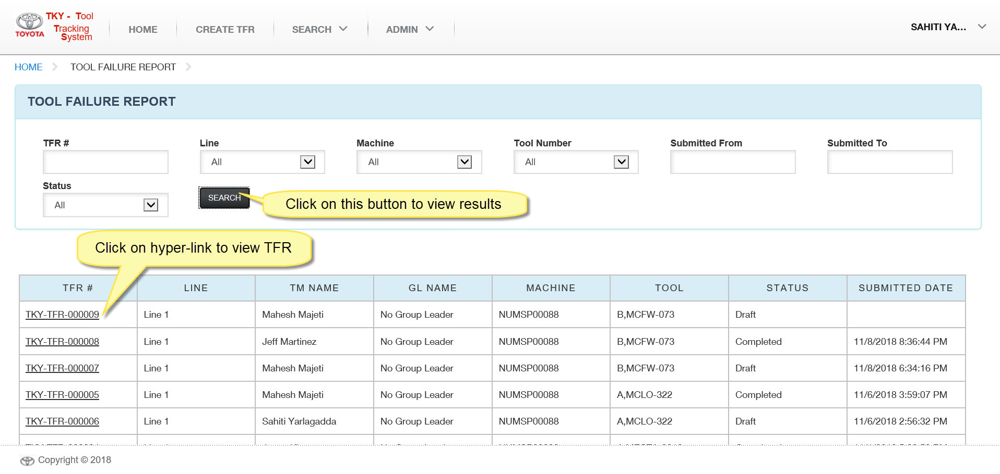 TOYOTA
TKY - Tool
Tracking
System
HOME
CREATE TFR
SEARCH
ADMIN
SAHITI YA...
HOME
TOOL FAILURE REPORT
TOOL FAILURE REPORT
TFR # Line Machine Tool Number Submitted From Submitted To
All All All
Status
All
SEARCH
Click on this button to view results
Click on hyper-link to view TFR
TFR # LINE TM NAME GL NAME MACHINE TOOL STATUS SUBMITTED DATE
TKY-TFR-000009 Line 1 Mahesh Majeti No Group Leader NUMSP00088 B,MCFW-073 Draft
TKY-TFR-000008 Line 1 Jeff Martinez No Group Leader NUMSP00088 B,MCFW-073 Completed 11/8/2018 8:36:44 PM
TKY-TFR-000007 Line 1 Mahesh Majeti No Group Leader NUMSP00088 B,MCFW-073 Draft 11/8/2018 6:34:16 PM
TKY-TFR-000005 Line 1 Mahesh Majeti No Group Leader NUMSP00088 A,MCLO-322 Completed 11/6/2018 3:59:07 PM
TKY-TFR-000006 Line 1 Sahiti Yarlagadda No Group Leader NUMSP00088 A,MCLO-322 Draft 11/6/2018 2:56:32 PM
Copyright © 2018